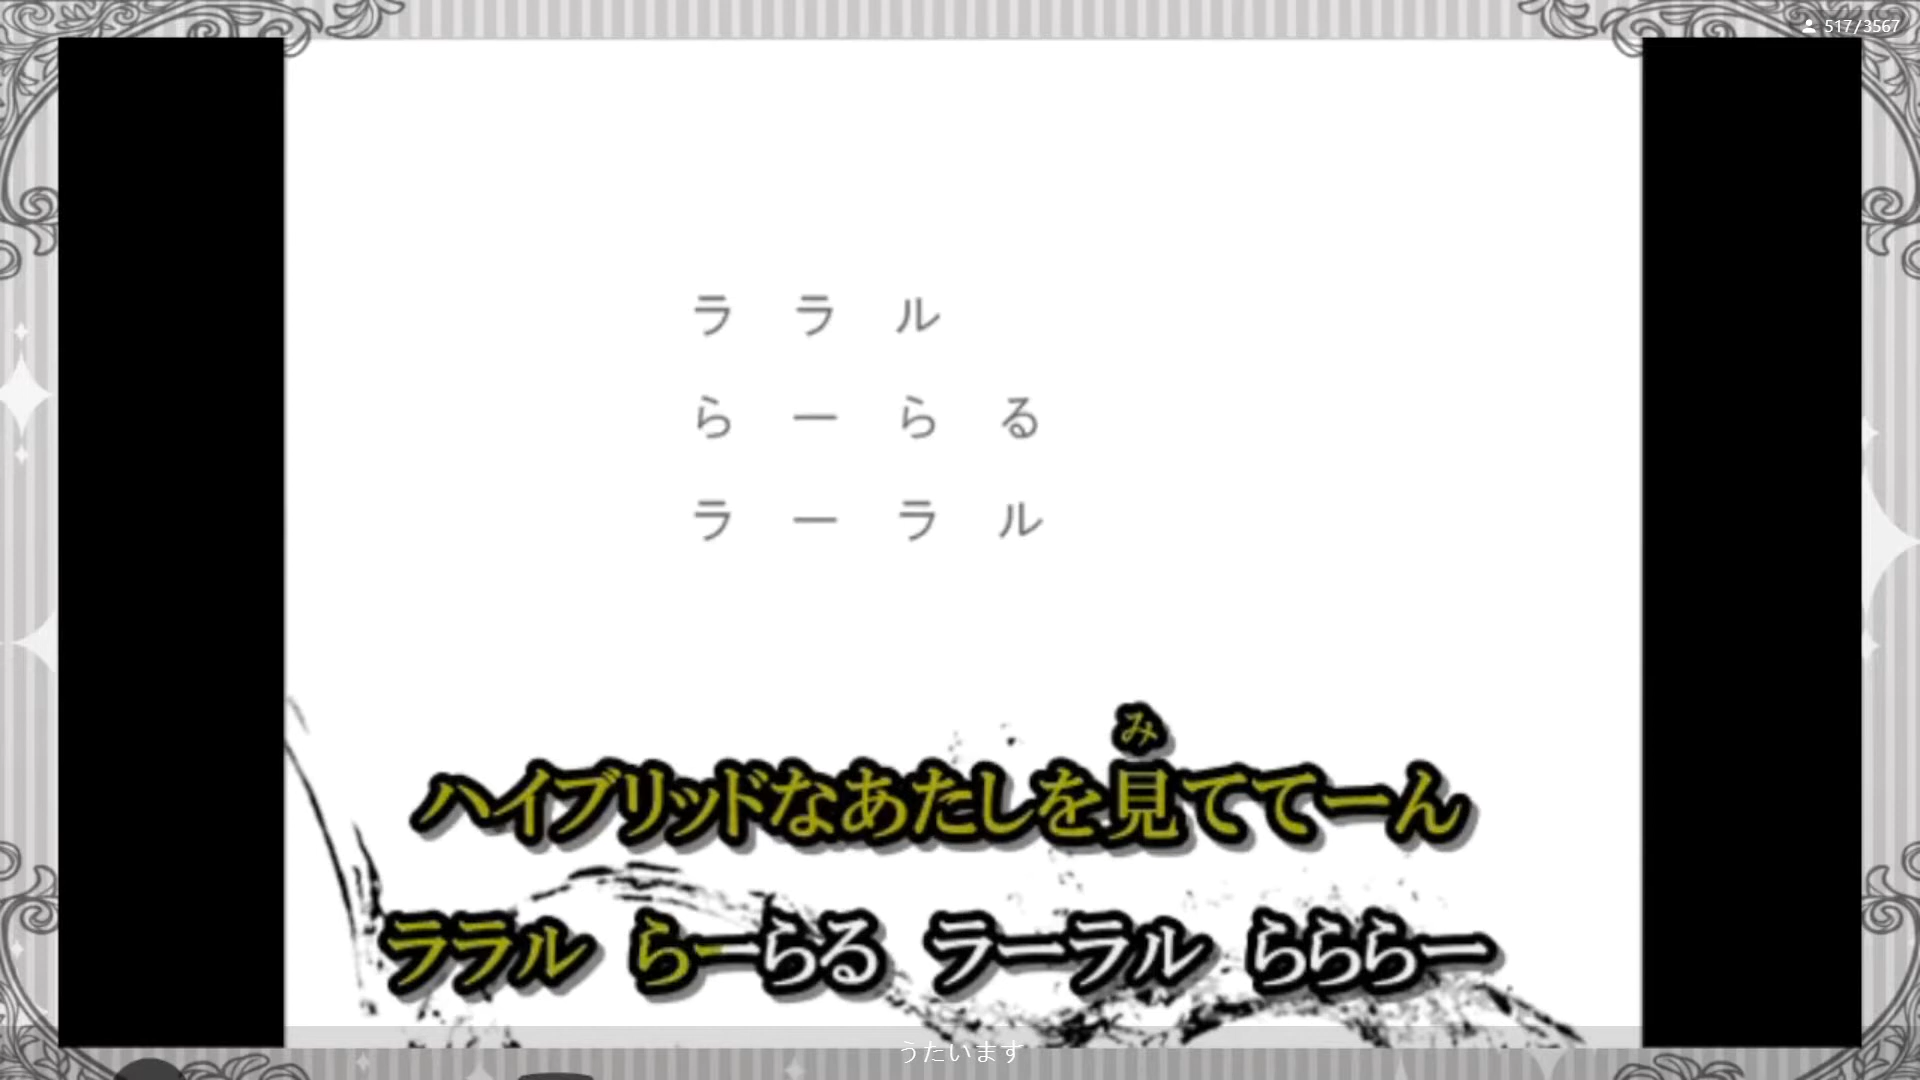 517/3567
ララル
らーらる
ラーラル
み
ハイブリッドなあたしを見ててーん
ララル らーらる ラーラル らららー
うたいます